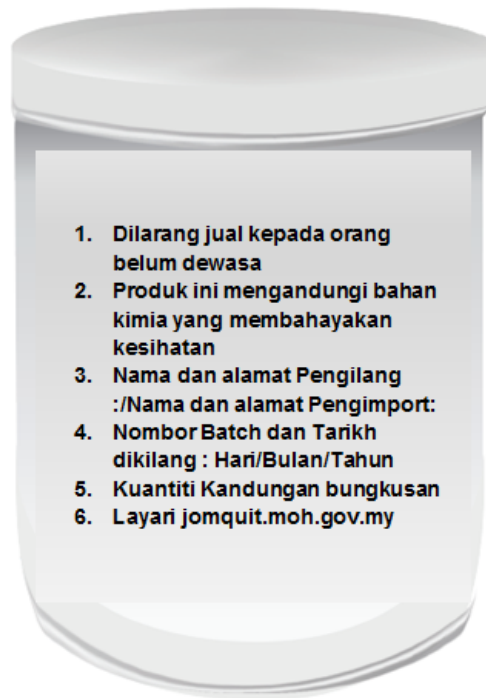 1. Dilarang jual kepada orang
belum dewasa
2. Produk ini mengandungi bahan
kimia yang membahayakan
kesihatan
3. Nama dan alamat Pengilang
:/Nama dan alamat Pengimport:
4. Nombor Batch dan Tarikh
dikilang : Hari/Bulan/Tahun
5. Kuantiti Kandungan bungkusan
6. Layari jomquit.moh.gov.my